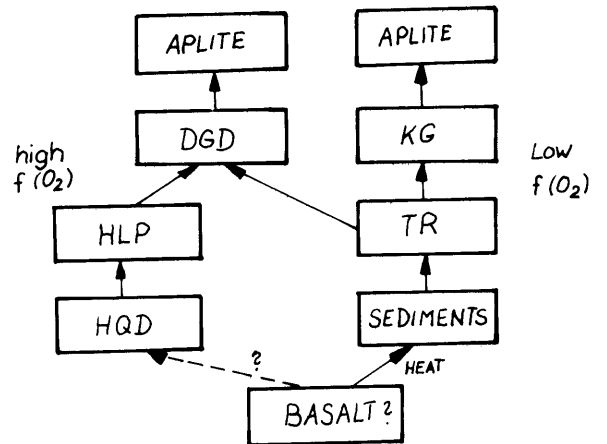 APLITE
APLITE
DGD
KG
high
f(O₂)
Low
f(O₂)
HLP
TR
HQD
SEDIMENTS
?
HEAT
BASALT?